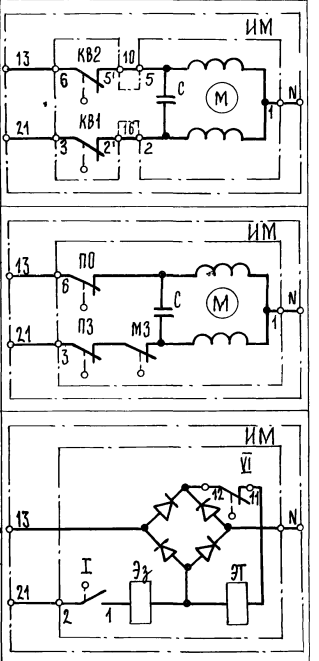 ИМ
13 КВ2 10
6 5' 5
C
М
21 КВ1 16 1 N
3 2' 2
ИМ
13 ПО
6
C
М
21 ПЗ МЗ 1 N
3
ИМ
VI
12 11
13 N
21 I Эз ЭП
2 1